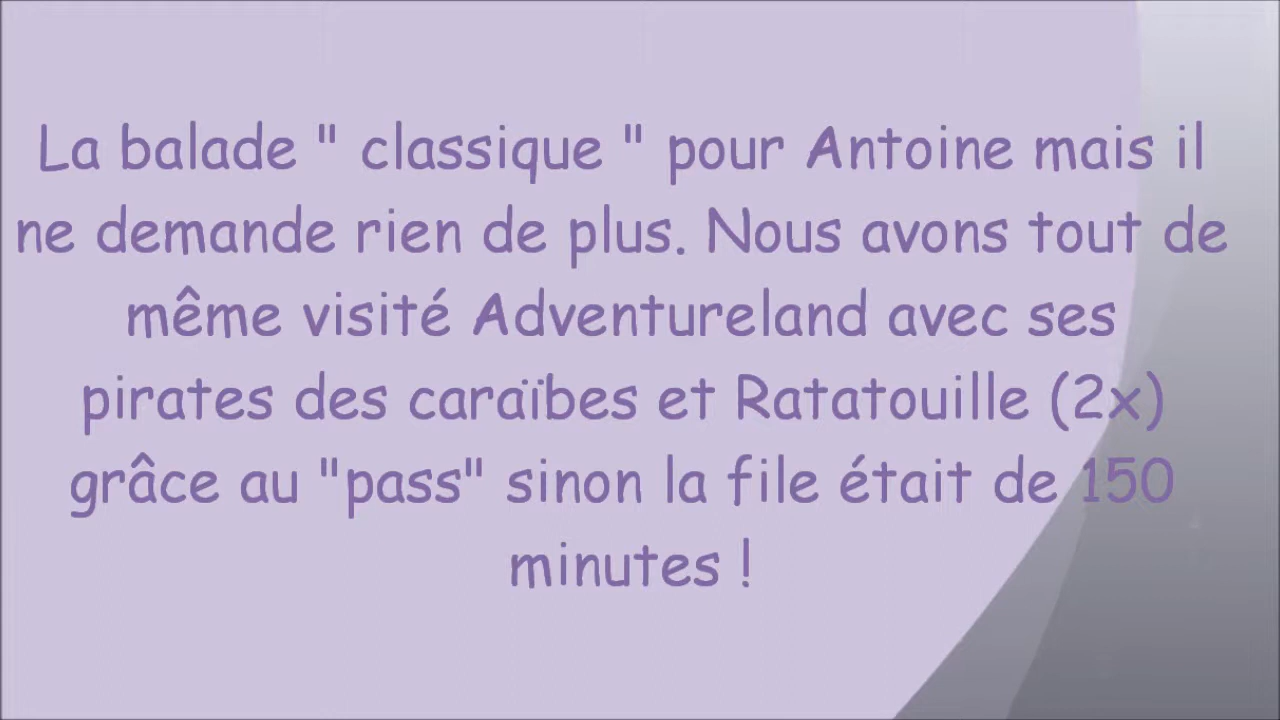 La balade " classique " pour Antoine mais il
ne demande rien de plus. Nous avons tout de
même visité Adventureland avec ses
pirates des caraïbes et Ratatouille (2x)
grâce au "pass" sinon la file était de 150
minutes !